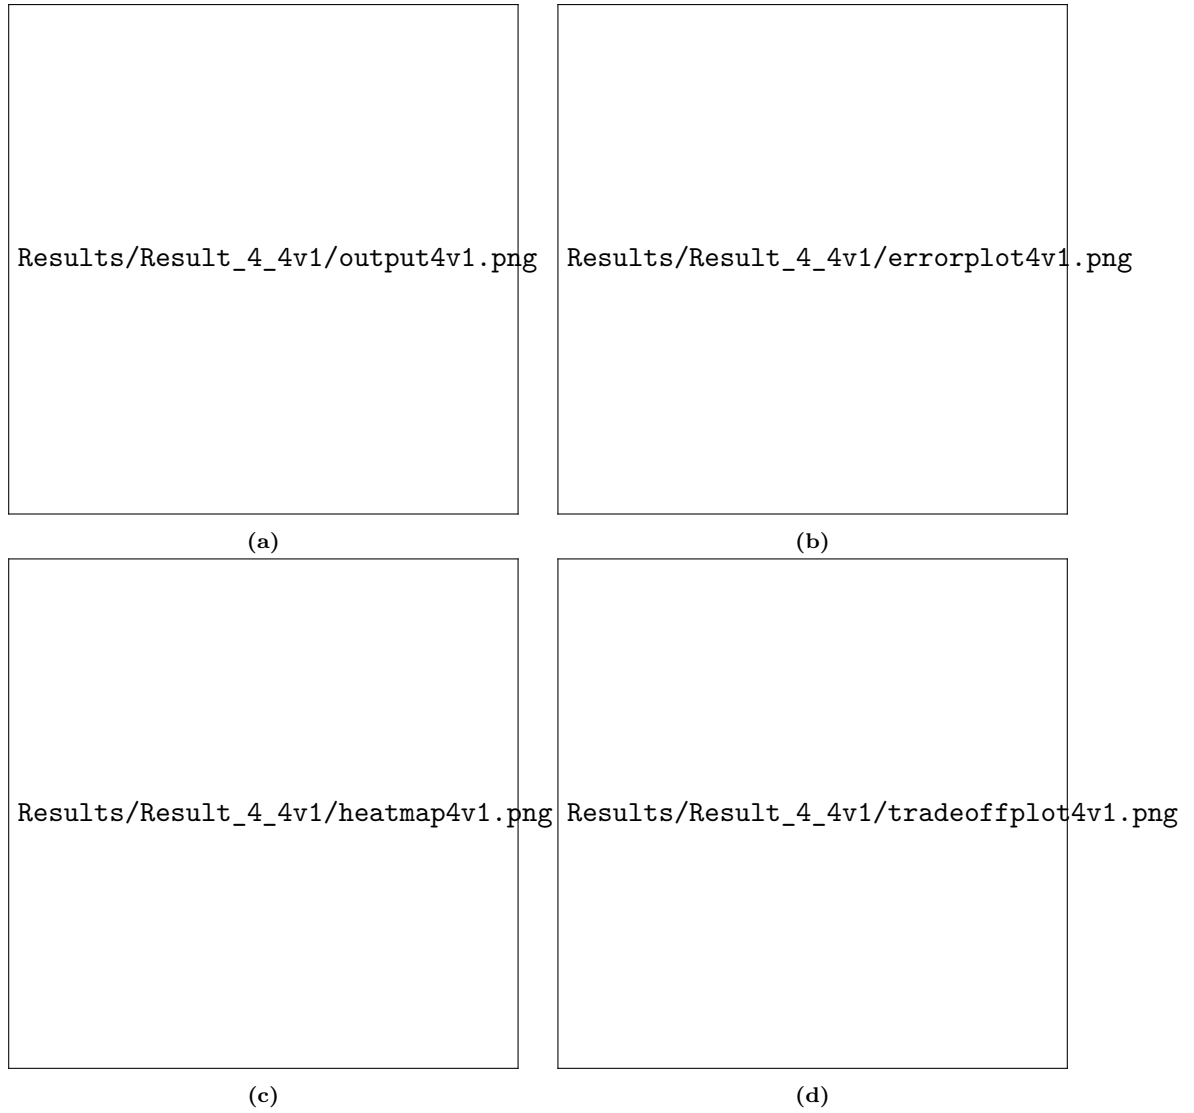 Results/Result_4_4v1/output4v1.png
Results/Result_4_4v1/errorplot4v1.png
(a)
(b)
Results/Result_4_4v1/heatmap4v1.png
Results/Result_4_4v1/tradeoffplot4v1.png
(c)
(d)